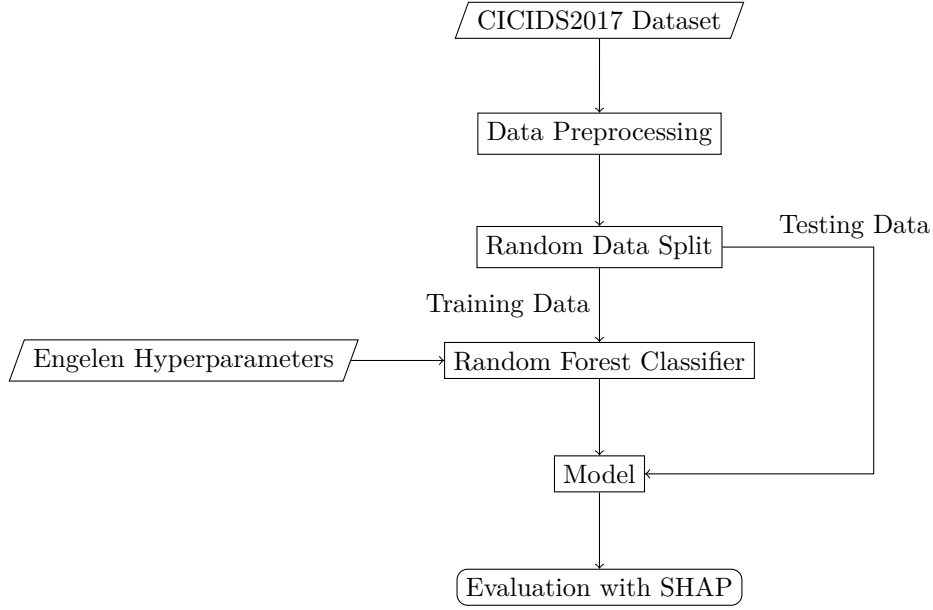 CICIDS2017 Dataset
Data Preprocessing
Testing Data
Random Data Split
Training Data
Engelen Hyperparameters
Random Forest Classifier
Model
Evaluation with SHAP